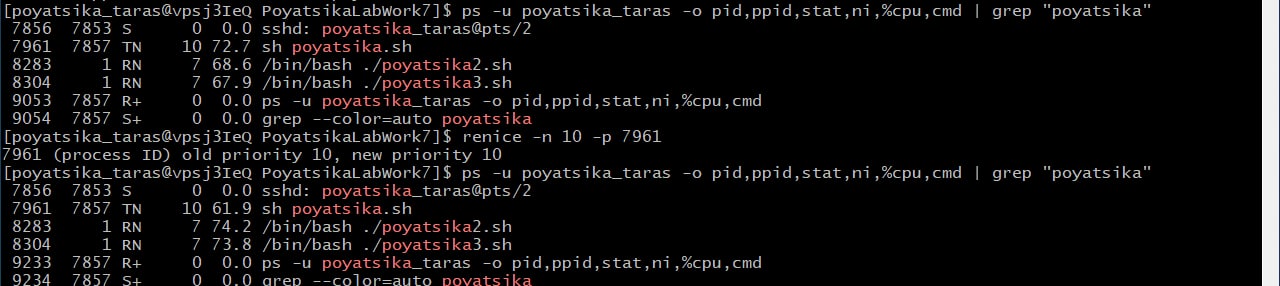 [poyatsika_taras@vpsj3IeQ PoyatsikaLabWork7]$ ps -u poyatsika_taras -o pid,ppid,stat,ni,%cpu,cmd | grep "poyatsika"
7856 7853 S 0 0.0 sshd: poyatsika_taras@pts/2
7961 7857 TN 10 72.7 sh poyatsika.sh
8283 1 RN 7 68.6 /bin/bash ./poyatsika2.sh
8304 1 RN 7 67.9 /bin/bash ./poyatsika3.sh
9053 7857 R+ 0 0.0 ps -u poyatsika_taras -o pid,ppid,stat,ni,%cpu,cmd
9054 7857 S+ 0 0.0 grep --color=auto poyatsika
[poyatsika_taras@vpsj3IeQ PoyatsikaLabWork7]$ renice -n 10 -p 7961
7961 (process ID) old priority 10, new priority 10
[poyatsika_taras@vpsj3IeQ PoyatsikaLabWork7]$ ps -u poyatsika_taras -o pid,ppid,stat,ni,%cpu,cmd | grep "poyatsika"
7856 7853 S 0 0.0 sshd: poyatsika_taras@pts/2
7961 7857 TN 10 61.9 sh poyatsika.sh
8283 1 RN 7 74.2 /bin/bash ./poyatsika2.sh
8304 1 RN 7 73.8 /bin/bash ./poyatsika3.sh
9233 7857 R+ 0 0.0 ps -u poyatsika_taras -o pid,ppid,stat,ni,%cpu,cmd
9234 7857 S+ 0 0.0 grep --color=auto poyatsika